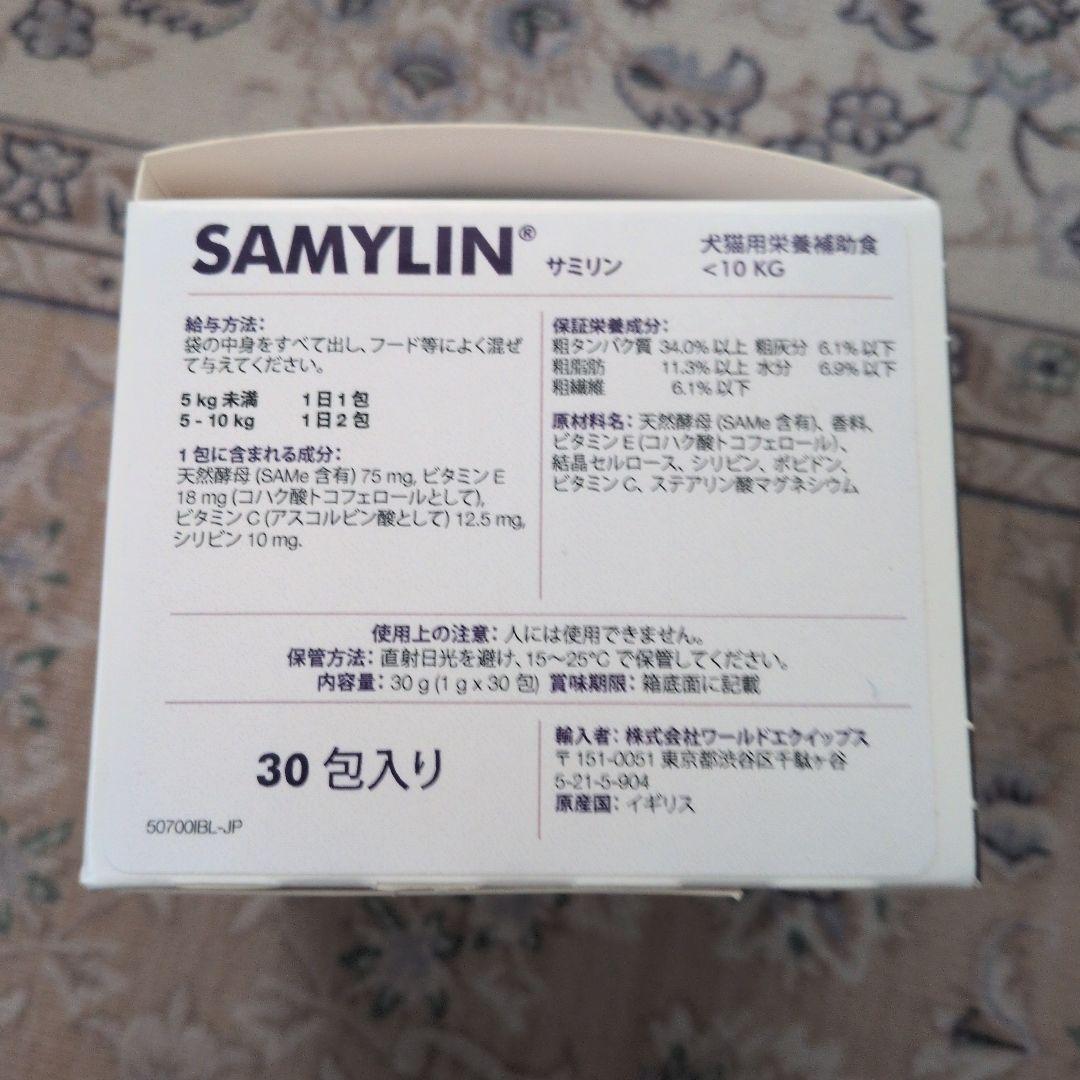 SAMYLIN® サミリン
犬猫用栄養補助食
<10 KG
給与方法:
袋の中身をすべて出し、フード等によく混ぜ
て与えてください。
5 kg 未満 1日1包
5 - 10 kg 1日2包
1包に含まれる成分:
天然酵母 (SAMe 含有) 75 mg, ビタミン E
18 mg (コハク酸トコフェロールとして),
ビタミン C (アスコルビン酸として) 12.5 mg,
シリビン 10 mg.
保証栄養成分:
粗タンパク質 34.0% 以上 粗灰分 6.1% 以下
粗脂肪 11.3% 以上 水分 6.9% 以下
粗繊維 6.1% 以下
原材料名: 天然酵母 (SAMe 含有)、香料、
ビタミン E (コハク酸トコフェロール)、
結晶セルロース、シリビン、ポビドン、
ビタミン C、ステアリン酸マグネシウム
使用上の注意: 人には使用できません。
保管方法: 直射日光を避け、15~25℃ で保管してください。
内容量: 30 g (1 g x 30 包) 賞味期限: 箱底面に記載
30 包入り
50700IBL-JP
輸入者: 株式会社ワールドエクイップス
〒 151-0051 東京都渋谷区千駄ヶ谷
5-21-5-904
原産国: イギリス